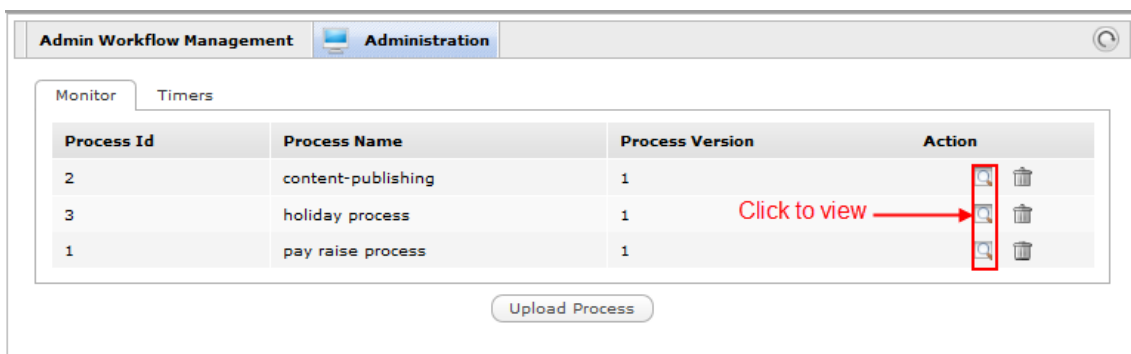 Admin Workflow Management Administration
Monitor Timers
Process Id Process Name Process Version Action
2 content-publishing 1
3 holiday process 1 Click to view
1 pay raise process 1
Upload Process